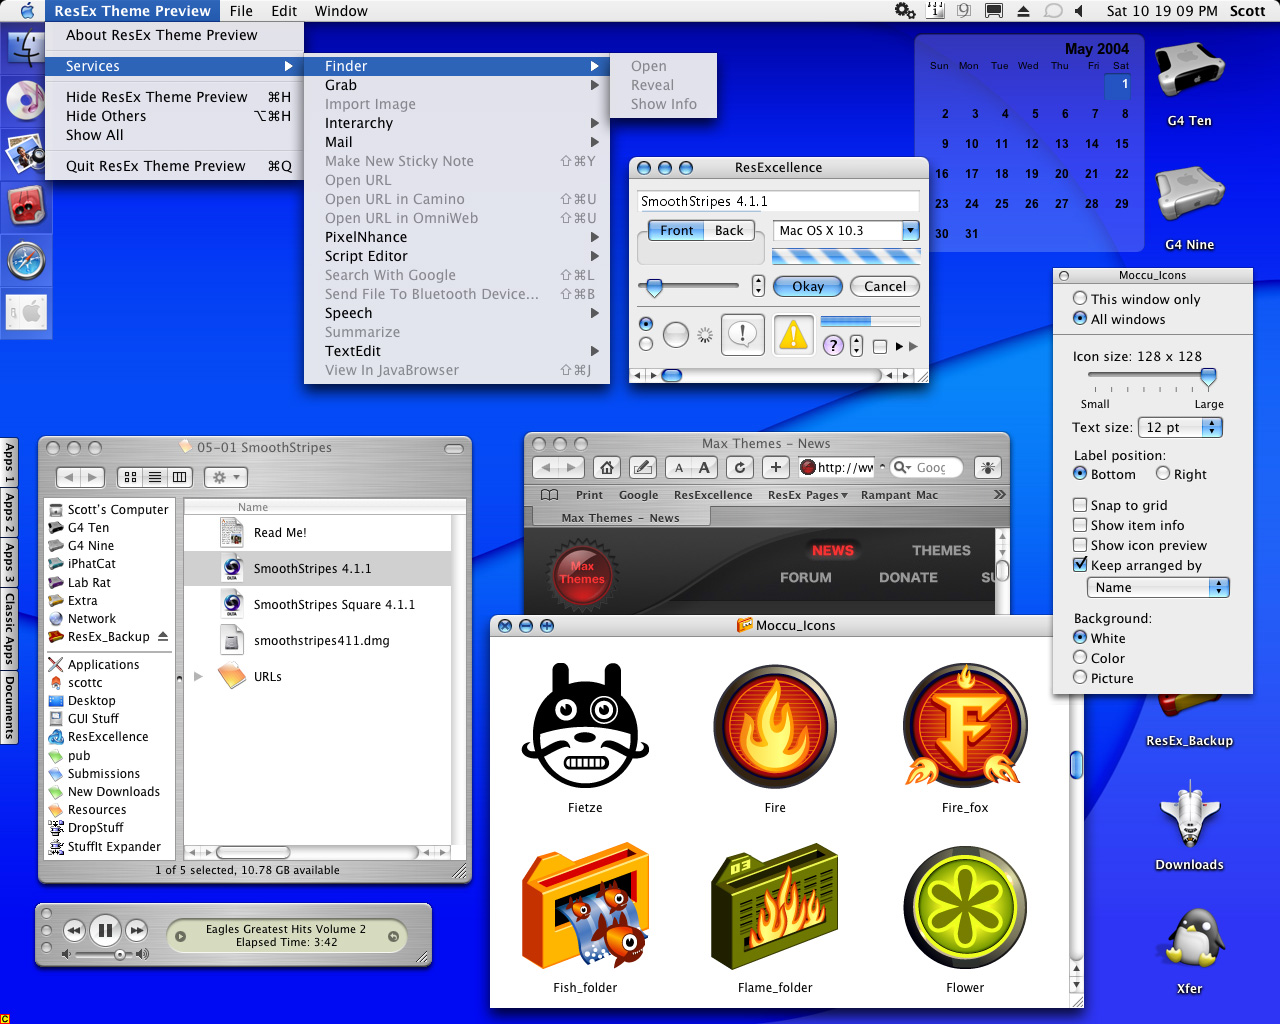 ResEx Theme Preview File Edit Window
Sat 10 19 09 PM Scott
About ResEx Theme Preview
Services
Hide ResEx Theme Preview ⌘H
Hide Others ⌥⌘H
Show All
Quit ResEx Theme Preview ⌘Q
Finder
Grab
Import Image
Interarchy
Mail
Make New Sticky Note ⇧⌘Y
Open URL
Open URL in Camino ⇧⌘U
Open URL in OmniWeb ⇧⌘U
PixelNhance
Script Editor
Search With Google ⇧⌘L
Send File To Bluetooth Device... ⇧⌘B
Speech
Summarize
TextEdit
View In JavaBrowser ⇧⌘J
Open
Reveal
Show Info
May 2004
Sun Mon Tue Wed Thu Fri Sat
1
2 3 4 5 6 7 8
9 10 11 12 13 14 15
16 17 18 19 20 21 22
23 24 25 26 27 28 29
30 31
G4 Ten
G4 Nine
ResExcellence
SmoothStripes 4.1.1
Front Back
Mac OS X 10.3
Okay Cancel
Moccu_Icons
This window only
All windows
Icon size: 128 x 128
Small Large
Text size: 12 pt
Label position:
Bottom Right
Snap to grid
Show item info
Show icon preview
Keep arranged by
Name
Background:
White
Color
Picture
Apps 1
Apps 2
Apps 3
Classic Apps
Documents
05-01 SmoothStripes
Scott's Computer
G4 Ten
G4 Nine
iPhatCat
Lab Rat
Extra
Network
ResEx_Backup
Applications
scottc
Desktop
GUI Stuff
ResExcellence
pub
Submissions
New Downloads
Resources
DropStuff
StuffIt Expander
Name
Read Me!
SmoothStripes 4.1.1
SmoothStripes Square 4.1.1
smoothstripes411.dmg
URLs
1 of 5 selected, 10.78 GB available
Max Themes - News
A A
http://ww
Goog
Print Google ResExcellence ResEx Pages Rampant Mac
Max Themes - News
Max
Themes
NEWS THEMES
FORUM DONATE SU
Moccu_Icons
Fietze
Fire
F
Fire_fox
Fish_folder
03
Flame_folder
Flower
Eagles Greatest Hits Volume 2
Elapsed Time: 3:42
ResEx_Backup
Downloads
Xfer
C